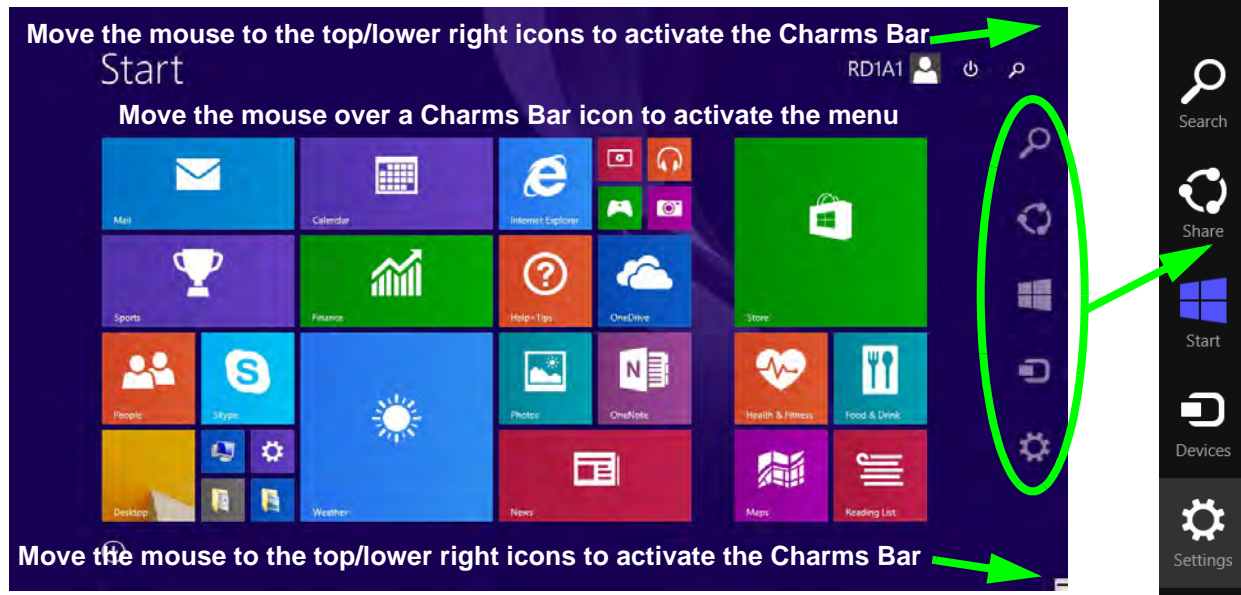 Move the mouse to the top/lower right icons to activate the Charms Bar
Start
RD1A1
Move the mouse over a Charms Bar icon to activate the menu
Mail
Calendar
Internet Explorer
Store
Sports
Finance
Help+Tips
OneDrive
People
Skype
Weather
Photos
OneNote
Health & Fitness
Food & Drink
Desktop
News
Maps
Reading List
Move the mouse to the top/lower right icons to activate the Charms Bar
Search
Share
Start
Devices
Settings